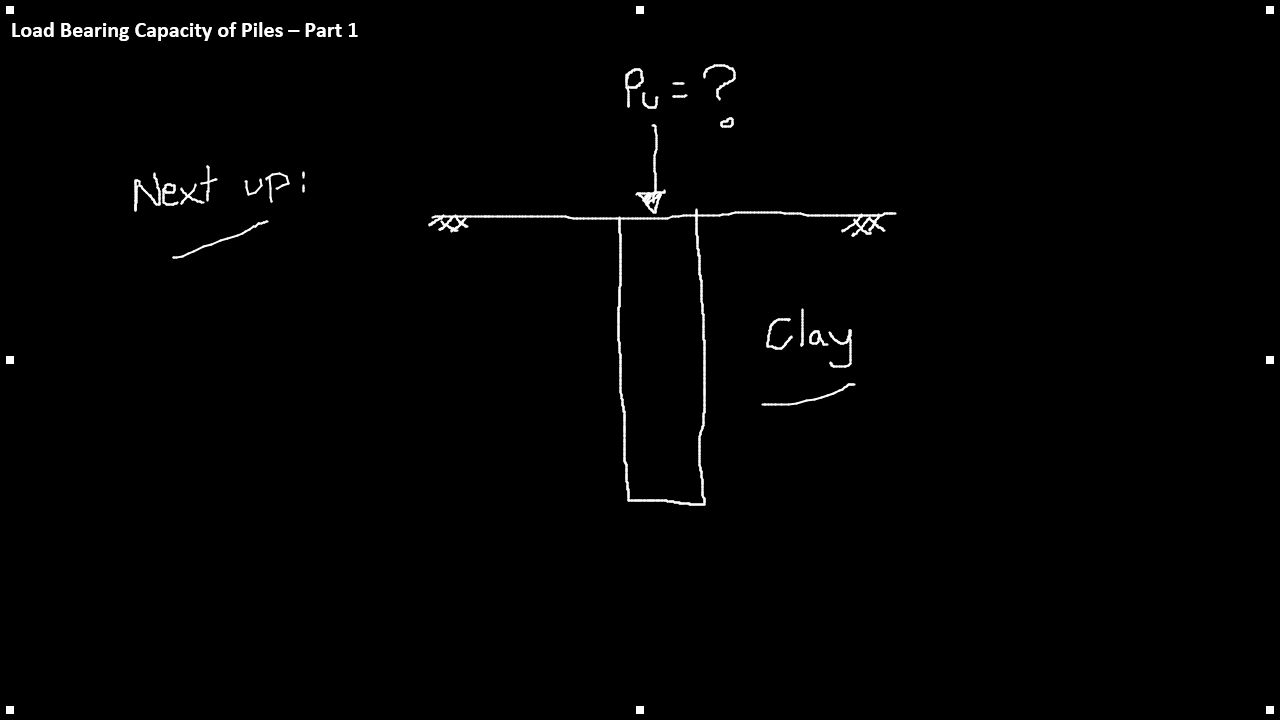 Load Bearing Capacity of Piles – Part 1
Pu = ?
Next up:
Clay